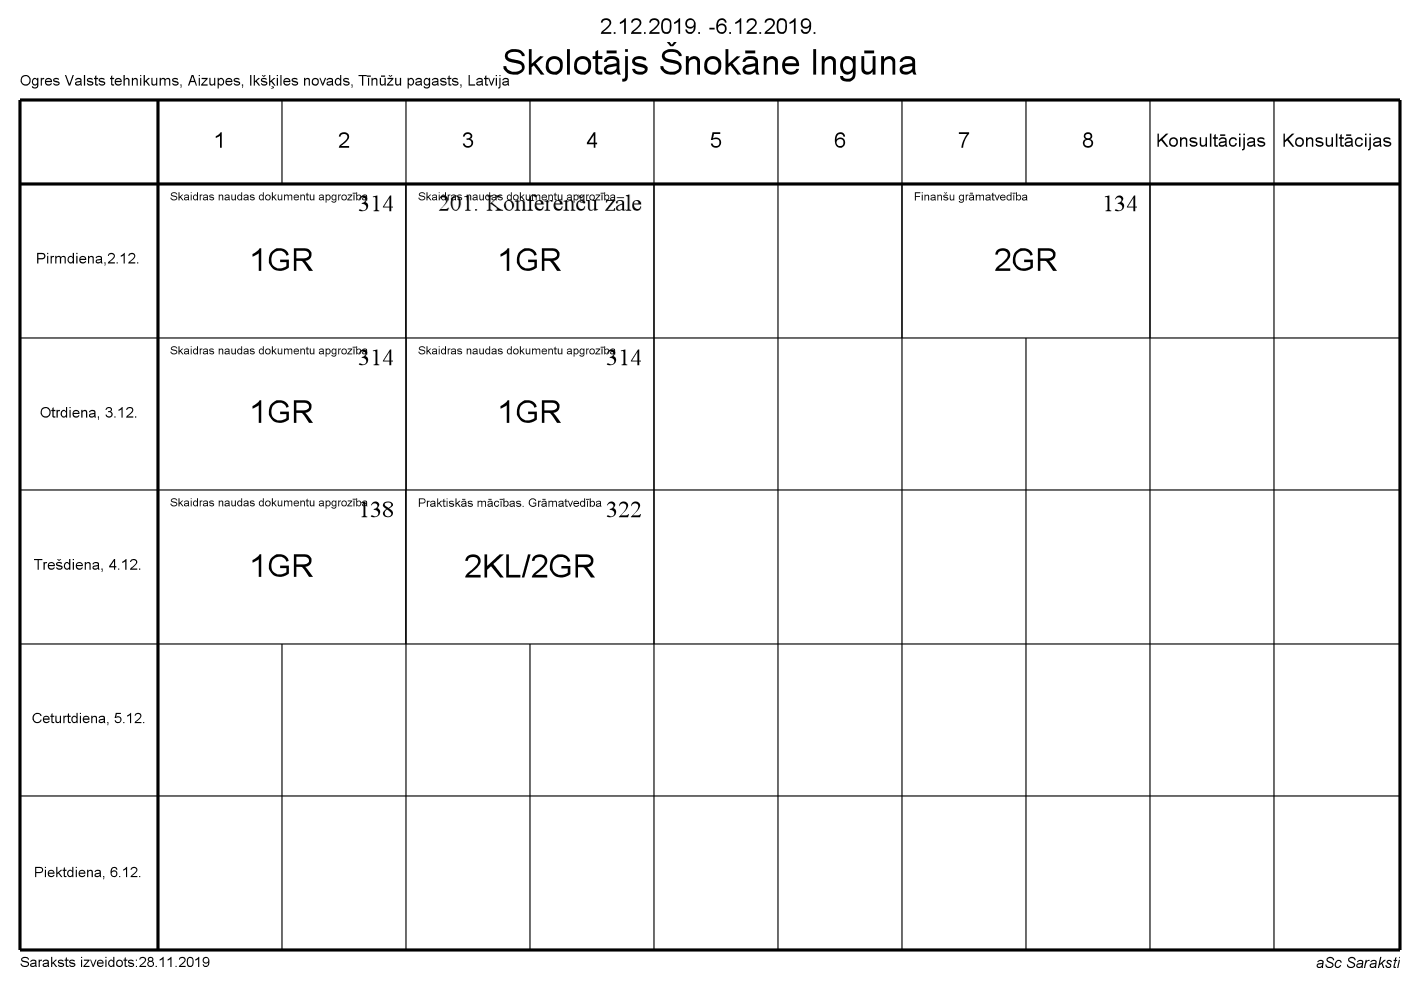 2.12.2019. -6.12.2019.
Skolotājs Šnokāne Ingūna
Ogres Valsts tehnikums, Aizupes, Ikšķiles novads, Tīnūžu pagasts, Latvija
1 2 3 4 5 6 7 8 Konsultācijas Konsultācijas
Skaidras naudas dokumentu apgrozība 314 Skaidras naudas dokumentu apgrozība 201. Konferenču zāle Finanšu grāmatvedība 134
Pirmdiena,2.12. 1GR 1GR 2GR
Skaidras naudas dokumentu apgrozība 314 Skaidras naudas dokumentu apgrozība 314
Otrdiena, 3.12. 1GR 1GR
Skaidras naudas dokumentu apgrozība 138 Praktiskās mācības. Grāmatvedība 322
Trešdiena, 4.12. 1GR 2KL/2GR
Ceturtdiena, 5.12.
Piektdiena, 6.12.
Saraksts izveidots:28.11.2019 aSc Saraksti